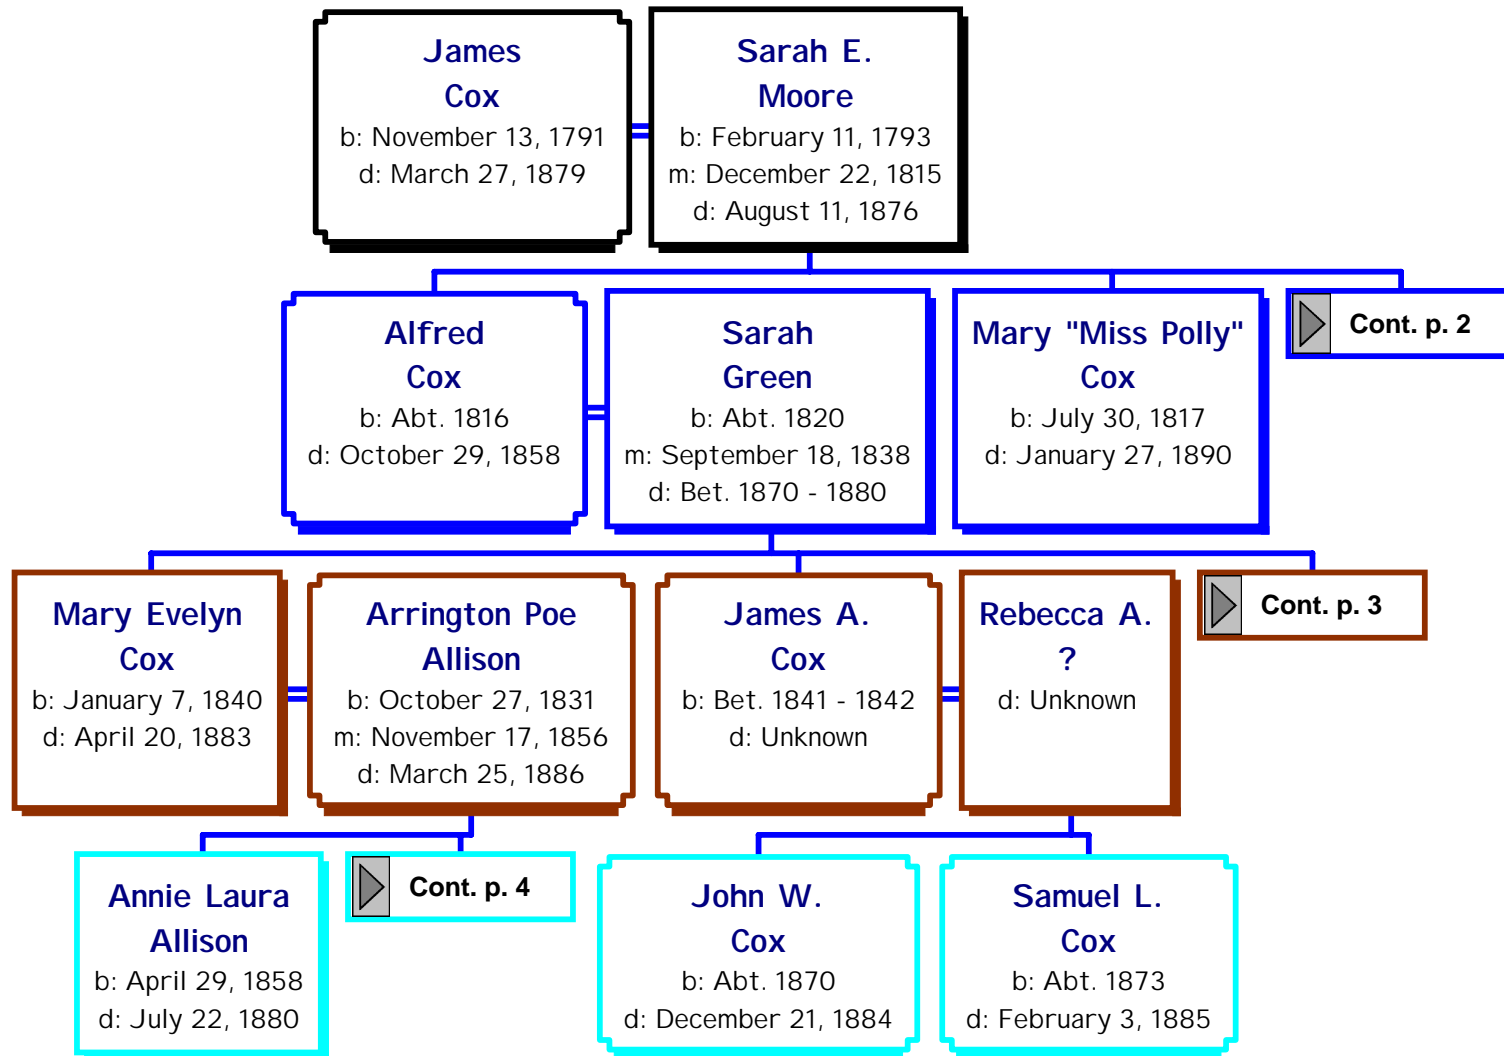 James
Cox
b: November 13, 1791
d: March 27, 1879
Sarah E.
Moore
b: February 11, 1793
m: December 22, 1815
d: August 11, 1876
Alfred
Cox
b: Abt. 1816
d: October 29, 1858
Sarah
Green
b: Abt. 1820
m: September 18, 1838
d: Bet. 1870 - 1880
Mary "Miss Polly"
Cox
b: July 30, 1817
d: January 27, 1890
Cont. p. 2
Mary Evelyn
Cox
b: January 7, 1840
d: April 20, 1883
Arrington Poe
Allison
b: October 27, 1831
m: November 17, 1856
d: March 25, 1886
James A.
Cox
b: Bet. 1841 - 1842
d: Unknown
Rebecca A.
?
d: Unknown
Cont. p. 3
Annie Laura
Allison
b: April 29, 1858
d: July 22, 1880
Cont. p. 4
John W.
Cox
b: Abt. 1870
d: December 21, 1884
Samuel L.
Cox
b: Abt. 1873
d: February 3, 1885